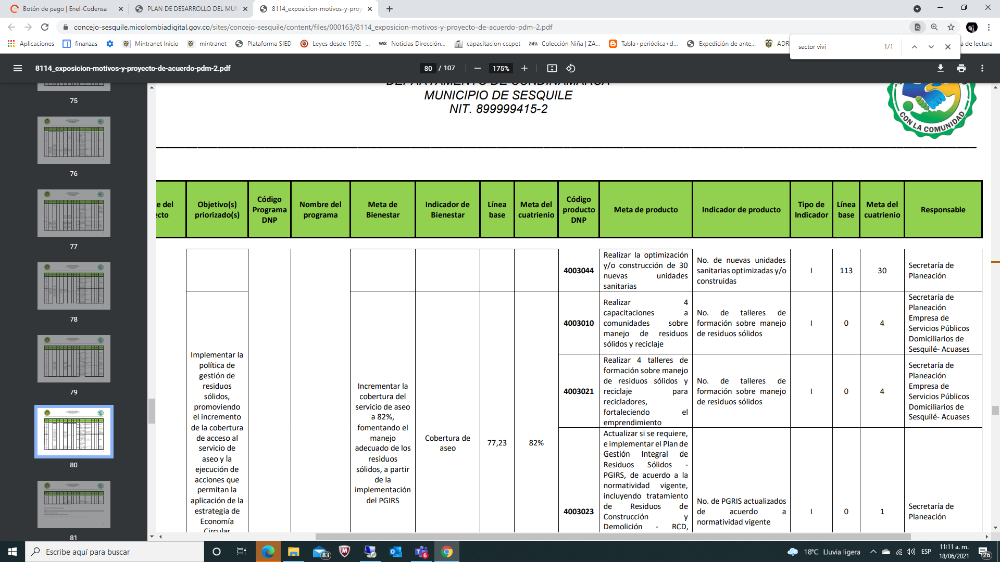 Botón de pago | Enel-Codensa
PLAN DE DESARROLLO DEL MUN
8114_exposicion-motivos-y-proy
concejo-sesquile.micolombiadigital.gov.co/sites/concejo-sesquile/content/files/000163/8114_exposicion-motivos-y-proyecto-de-acuerdo-pdm-2.pdf
Aplicaciones
finanzas
Mintranet Inicio
mintranet
Plataforma SIED
Leyes desde 1992 -...
WIX Noticias Dirección,...
capacitacion cccpet
ZARA Colección Niña | ZA...
Tabla+periódica+d...
Expedición de ante...
ADR
a de lectura
sector vivi
1/1
8114_exposicion-motivos-y-proyecto-de-acuerdo-pdm-2.pdf
80 / 107
175%
75
76
77
78
79
80
81
DEPARTAMENTO DE CUNDINAMARCA
MUNICIPIO DE SESQUILE
NIT. 899999415-2
CON LA COMUNIDAD
e del
ecto
Objetivo(s)
priorizado(s)
Código
Programa
DNP
Nombre del
programa
Meta de
Bienestar
Indicador de
Bienestar
Línea
base
Meta del
cuatrienio
Código
producto
DNP
Meta de producto
Indicador de producto
Tipo de
Indicador
Línea
base
Meta del
cuatrienio
Responsable
4003044
Realizar la optimización
y/o construcción de 30
nuevas unidades
sanitarias
No. de nuevas unidades
sanitarias optimizadas y/o
construidas
I
113
30
Secretaría de
Planeación
Implementar la
política de
gestión de
residuos
sólidos,
promoviendo
el incremento
de la cobertura
de acceso al
servicio de
aseo y la
ejecución de
acciones que
permitan la
aplicación de la
estrategia de
Economía
Circular
Incrementar la
cobertura del
servicio de aseo
a 82%,
fomentando el
manejo
adecuado de los
residuos
sólidos, a partir
de la
implementación
del PGIRS
Cobertura de
aseo
77,23
82%
4003010
Realizar 4
capacitaciones a
comunidades sobre
manejo de residuos
sólidos y reciclaje
No. de talleres de
formación sobre manejo
de residuos sólidos
I
0
4
Secretaría de
Planeación
Empresa de
Servicios Públicos
Domiciliarios de
Sesquilé- Acuases
4003021
Realizar 4 talleres de
formación sobre manejo
de residuos sólidos y
reciclaje para
recicladores,
fortaleciendo el
emprendimiento
No. de talleres de
formación sobre manejo
de residuos sólidos
I
0
4
Secretaría de
Planeación
Empresa de
Servicios Públicos
Domiciliarios de
Sesquilé- Acuases
4003023
Actualizar si se requiere,
e implementar el Plan de
Gestión Integral de
Residuos Sólidos -
PGIRS, de acuerdo a la
normatividad vigente,
incluyendo tratamiento
de Residuos de
Construcción y
Demolición - RCD,
No. de PGRIS actualizados
de acuerdo a
normatividad vigente
I
0
1
Secretaría de
Planeación
Escribe aquí para buscar
83
6
18°C Lluvia ligera
ESP
11:11 a. m.
18/06/2021
26